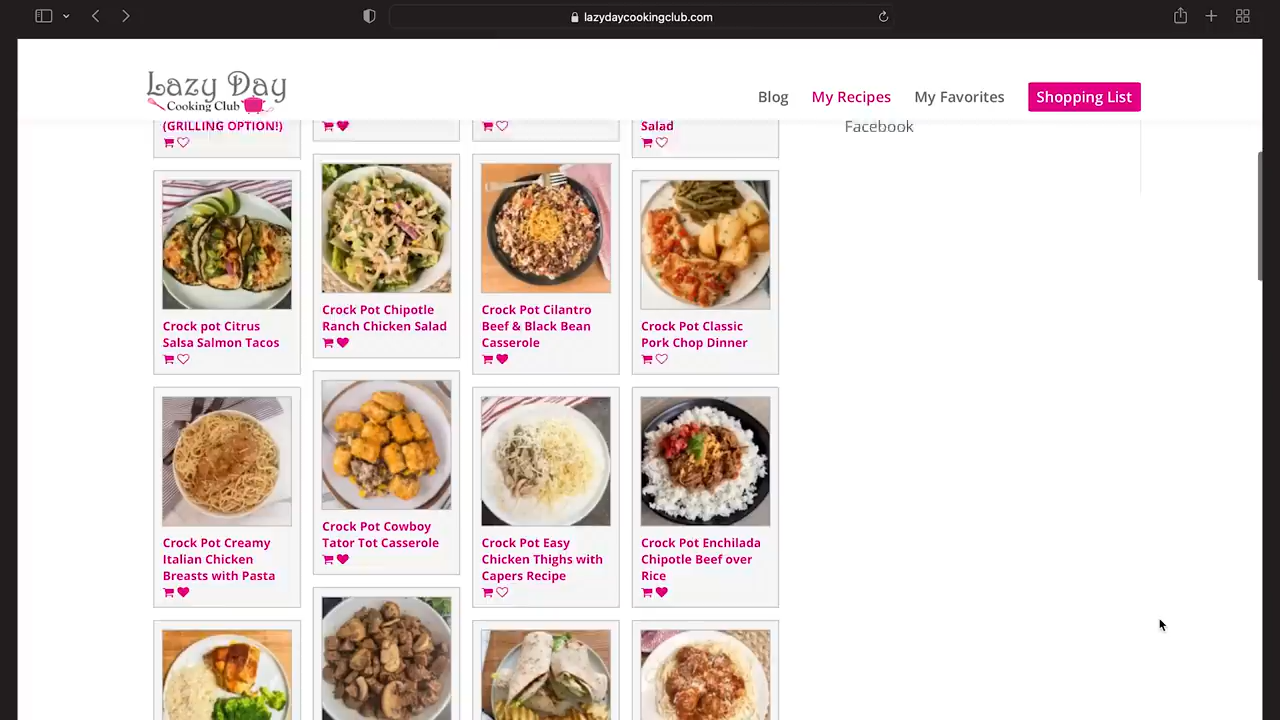 lazydaycookingclub.com
Lazy Day
Cooking Club
Blog
My Recipes
My Favorites
Shopping List
(GRILLING OPTION!)
Salad
Facebook
Crock pot Citrus
Salsa Salmon Tacos
Crock Pot Chipotle
Ranch Chicken Salad
Crock Pot Cilantro
Beef & Black Bean
Casserole
Crock Pot Classic
Pork Chop Dinner
Crock Pot Creamy
Italian Chicken
Breasts with Pasta
Crock Pot Cowboy
Tator Tot Casserole
Crock Pot Easy
Chicken Thighs with
Capers Recipe
Crock Pot Enchilada
Chipotle Beef over
Rice